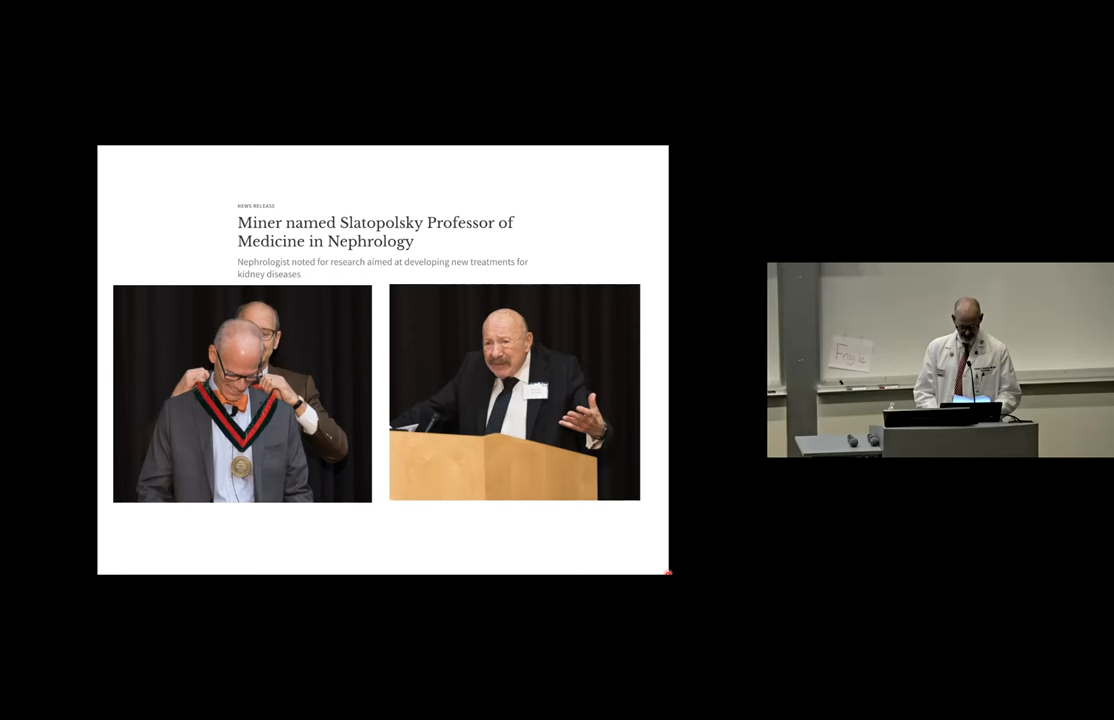 NEWS RELEASE
Miner named Slatopolsky Professor of
Medicine in Nephrology
Nephrologist noted for research aimed at developing new treatments for
kidney diseases